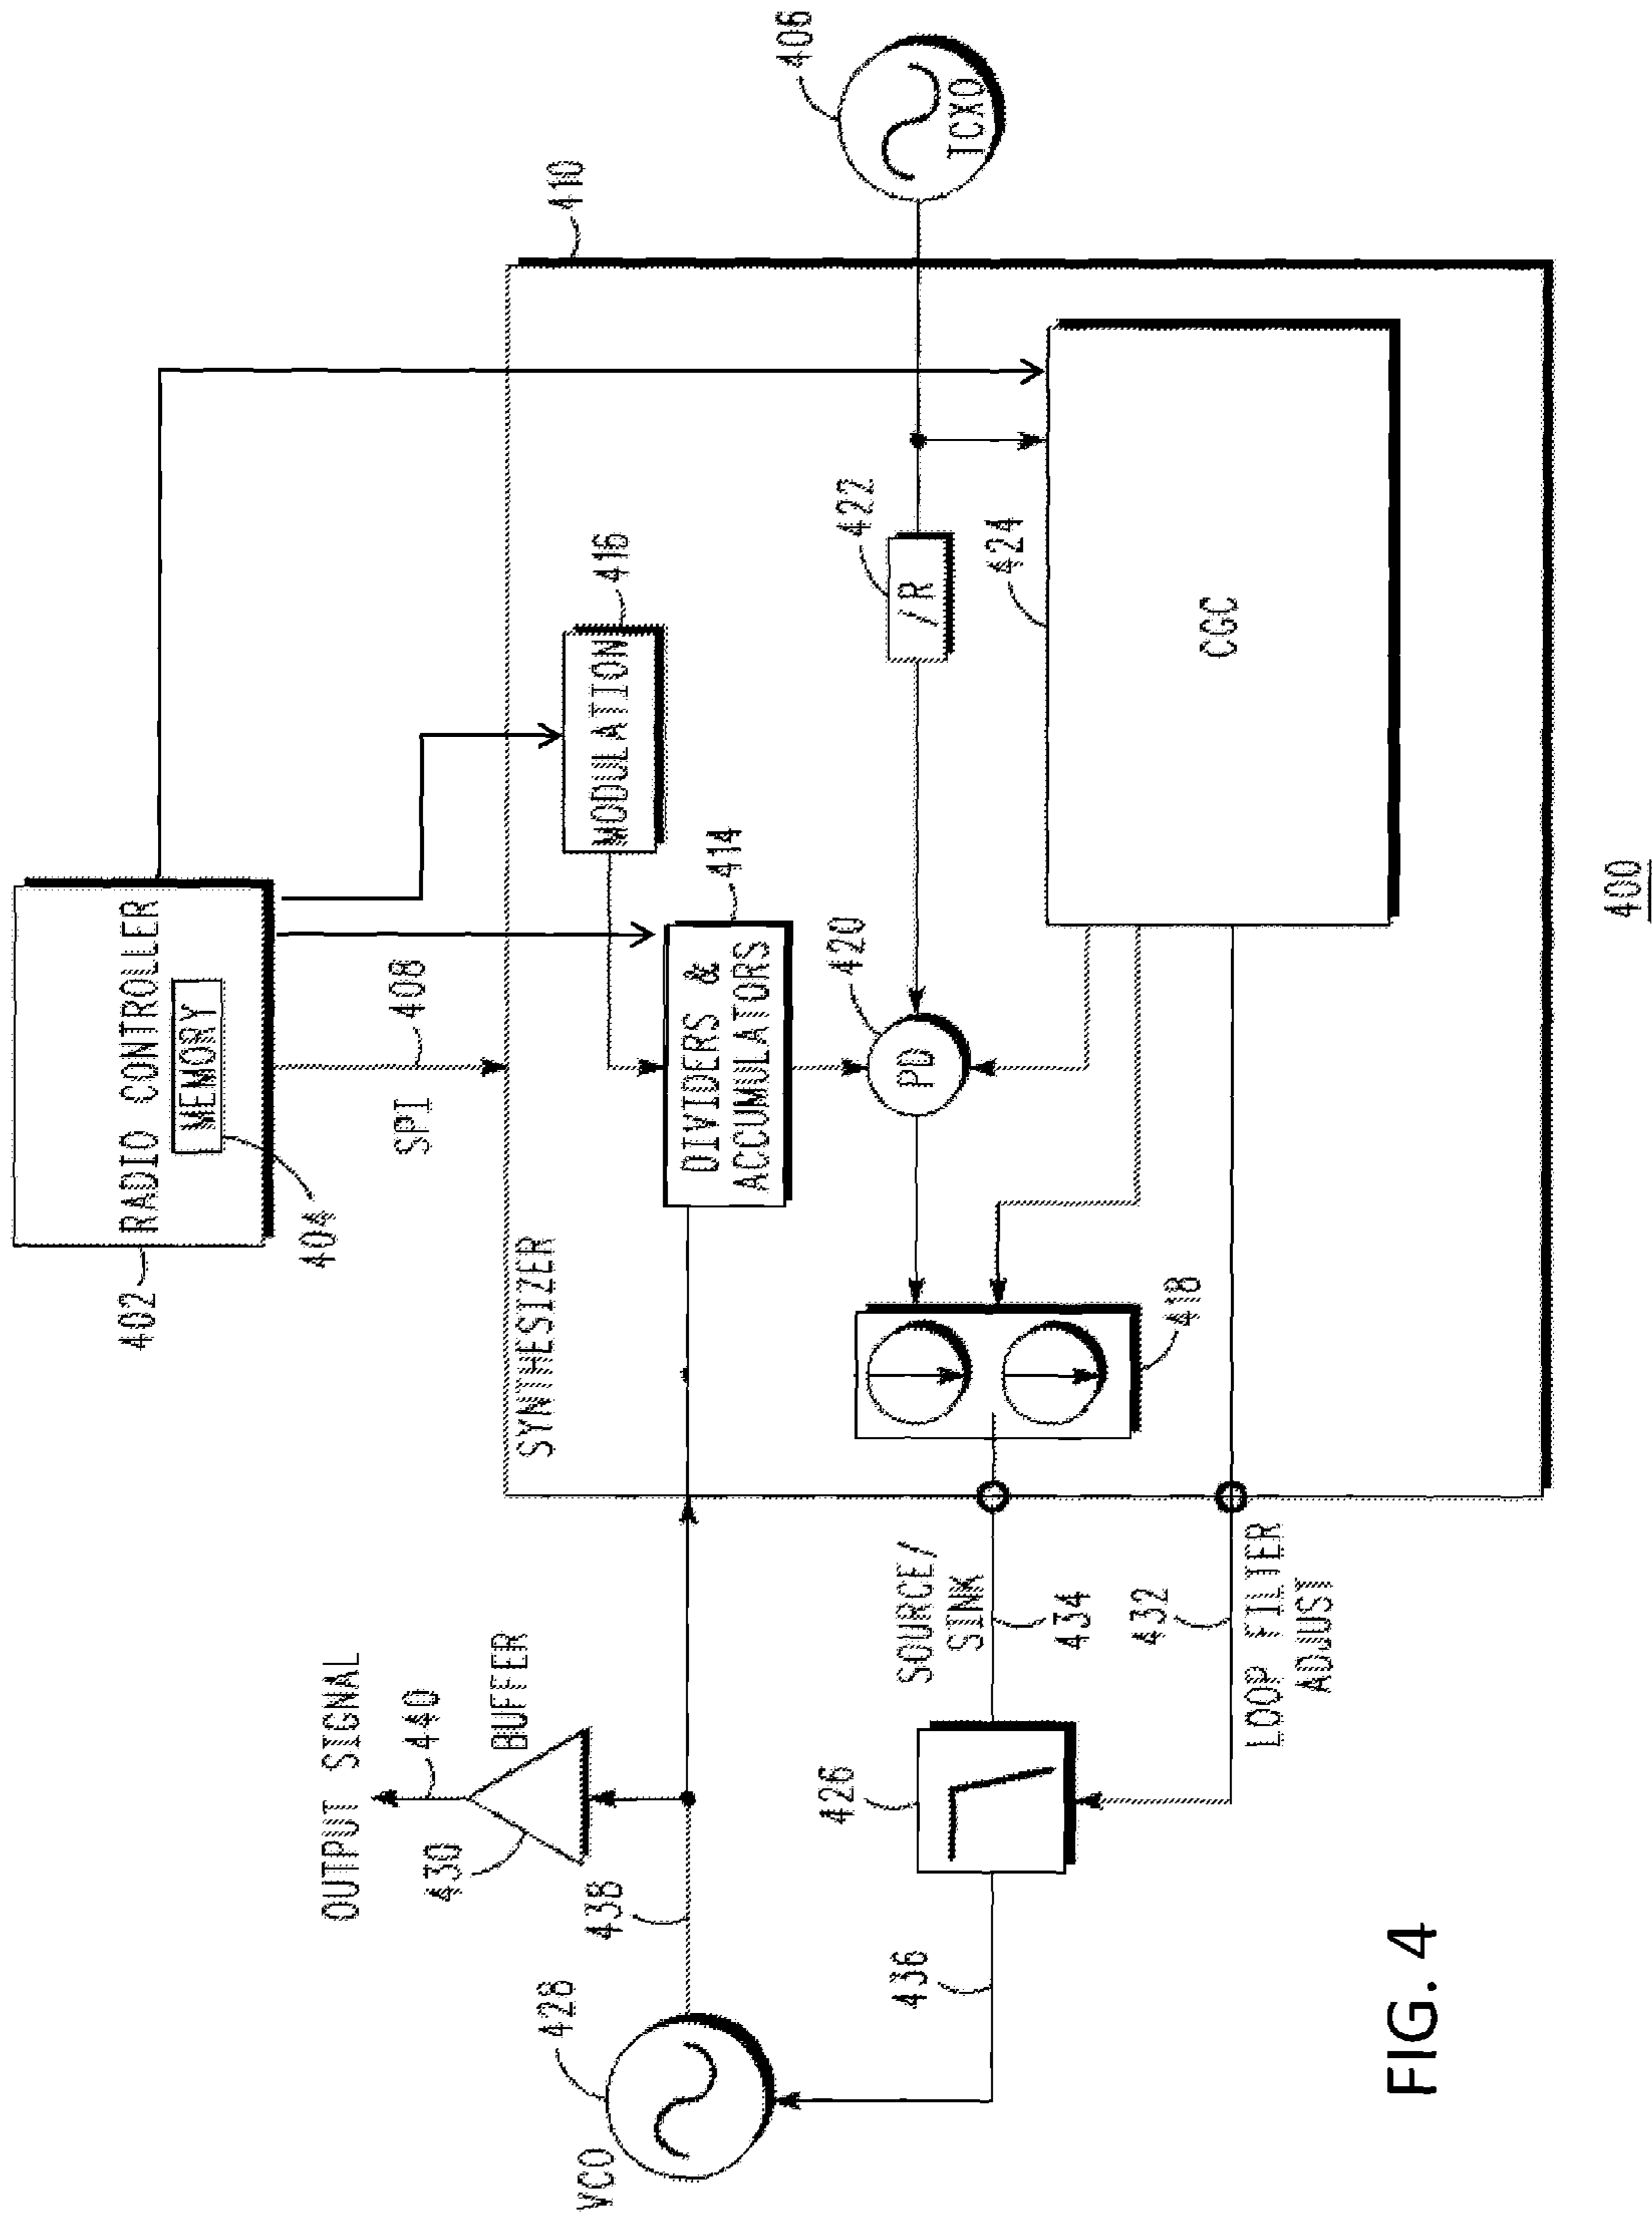 402
RADIO CONTROLLER
MEMORY
404
SPI
408
SYNTHESIZER
410
MODULATION
416
DIVIDERS &
ACCUMULATORS
414
OUTPUT SIGNAL
440
430
BUFFER
VCO
428
438
420
PD
422
/R
406
TCXO
424
CGC
418
SOURCE/
SINK
434
432
LOOP FILTER
ADJUST
426
436
FIG. 4
400